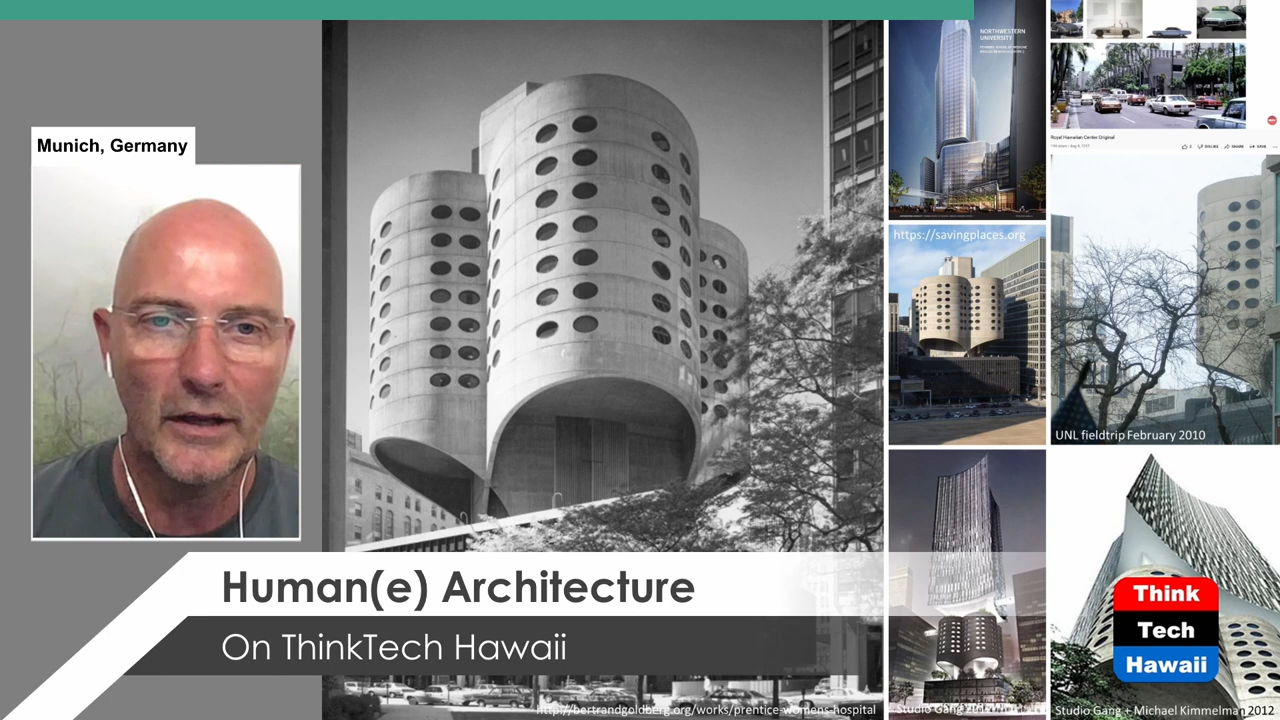 Munich, Germany
Human(e) Architecture
On ThinkTech Hawaii
http://bertrandgoldberg.org/works/prentice-womens-hospital
NORTHWESTERN
UNIVERSITY
https://savingplaces.org
Studio Gang
Royal Hawaiian Center Original
UNL fieldtrip February 2010
Think
Tech
Hawaii
Studio Gang + Michael Kimmelman 2012